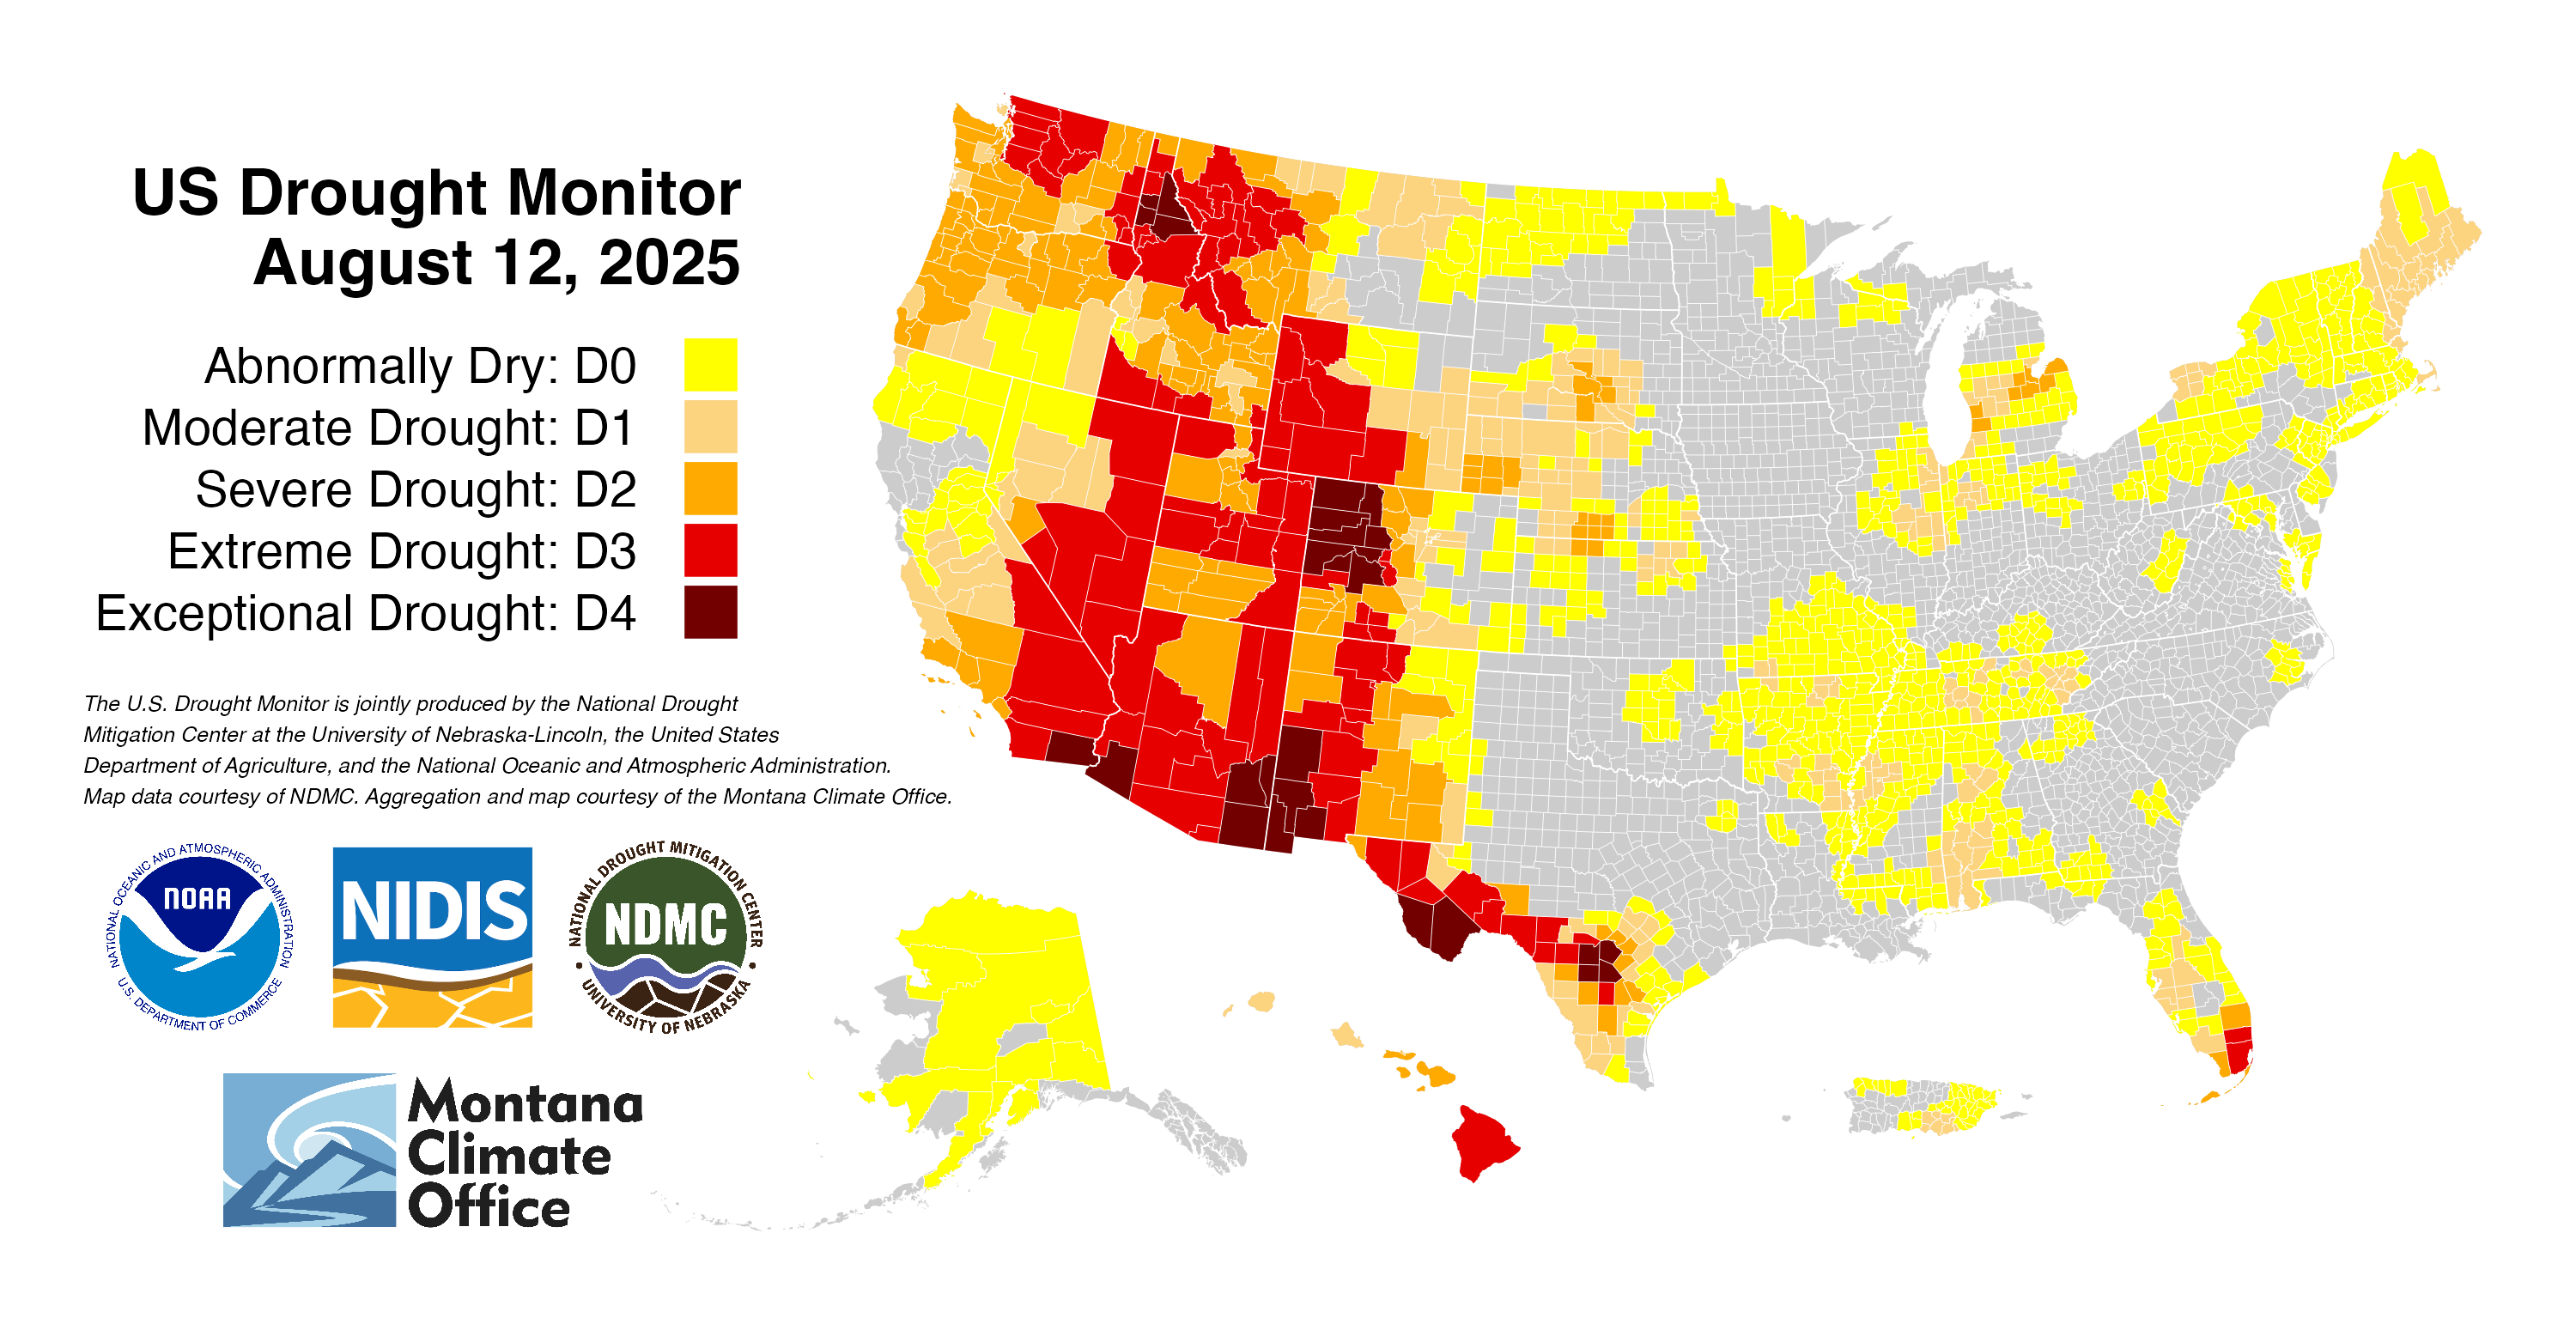 US Drought Monitor
August 12, 2025
Abnormally Dry: D0
Moderate Drought: D1
Severe Drought: D2
Extreme Drought: D3
Exceptional Drought: D4
The U.S. Drought Monitor is jointly produced by the National Drought
Mitigation Center at the University of Nebraska-Lincoln, the United States
Department of Agriculture, and the National Oceanic and Atmospheric Administration.
Map data courtesy of NDMC. Aggregation and map courtesy of the Montana Climate Office.
NATIONAL OCEANIC AND ATMOSPHERIC ADMINISTRATION
NOAA
U.S. DEPARTMENT OF COMMERCE
NIDIS
NATIONAL DROUGHT MITIGATION CENTER
NDMC
UNIVERSITY OF NEBRASKA
Montana
Climate
Office